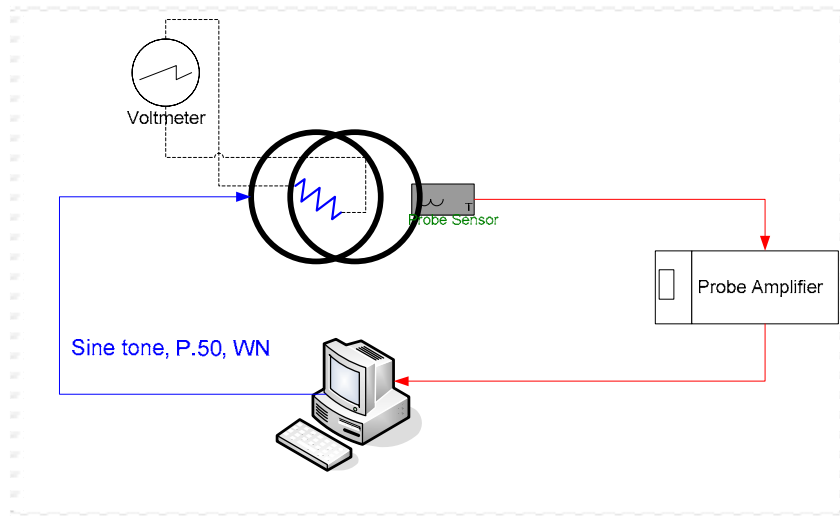 Voltmeter
T
Probe Sensor
Probe Amplifier
Sine tone, P.50, WN